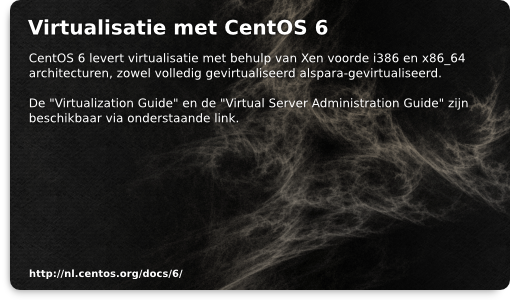 Virtualisatie met CentOS 6
CentOS 6 levert virtualisatie met behulp van Xen voorde i386 en x86_64
architecturen, zowel volledig gevirtualiseerd alspara-gevirtualiseerd.
De "Virtualization Guide" en de "Virtual Server Administration Guide" zijn
beschikbaar via onderstaande link.
http://nl.centos.org/docs/6/